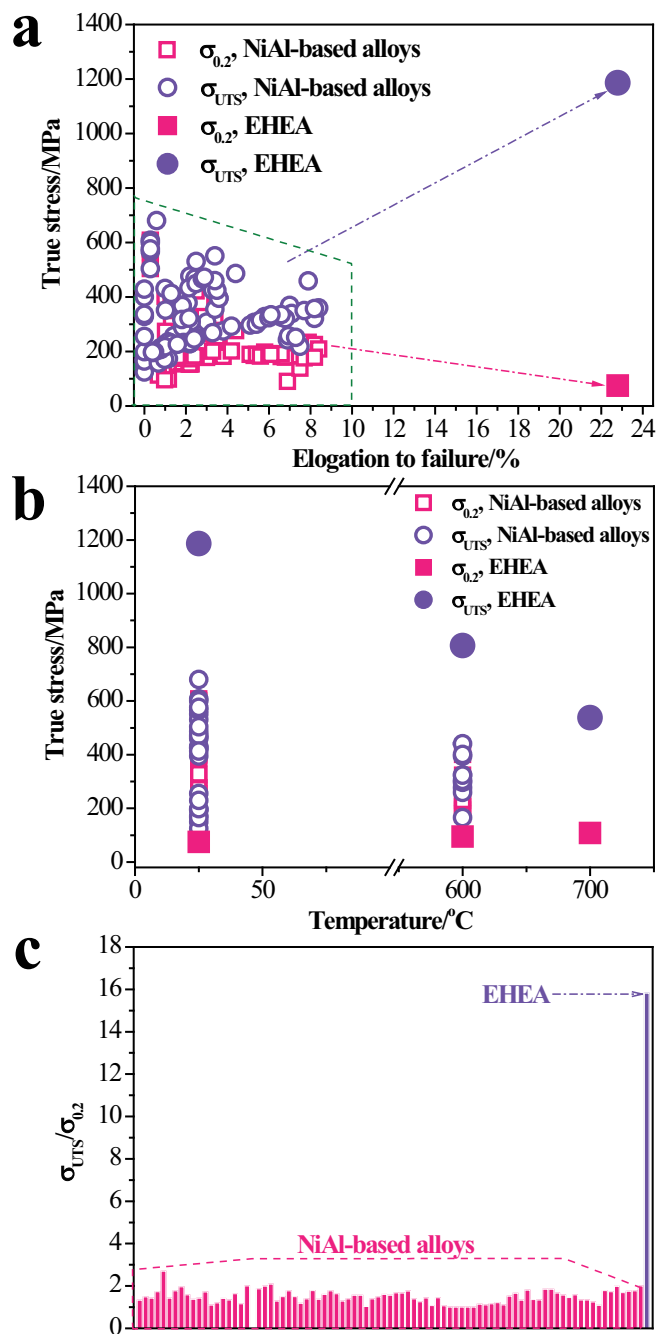 a
1400
1200
1000
800
600
400
200
0
True stress/MPa
σ0.2, NiAl-based alloys
σUTS, NiAl-based alloys
σ0.2, EHEA
σUTS, EHEA
0 2 4 6 8 10 12 14 16 18 20 22 24
Elogation to failure/%
b
1400
1200
1000
800
600
400
200
0
True stress/MPa
σ0.2, NiAl-based alloys
σUTS, NiAl-based alloys
σ0.2, EHEA
σUTS, EHEA
0 50 600 700
Temperature/°C
c
18
16
14
12
10
8
6
4
2
0
σUTS/σ0.2
EHEA
NiAl-based alloys